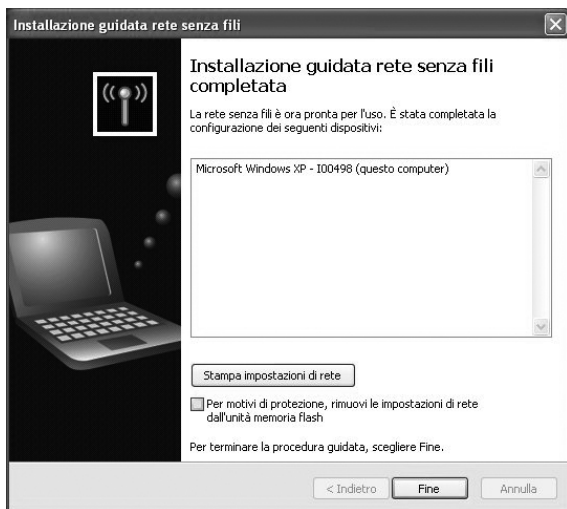 Installazione guidata rete senza fili
Installazione guidata rete senza fili
completata
La rete senza fili è ora pronta per l'uso. È stata completata la
configurazione dei seguenti dispositivi:
Microsoft Windows XP - I00498 (questo computer)
Stampa impostazioni di rete
Per motivi di protezione, rimuovi le impostazioni di rete
dall'unità memoria flash
Per terminare la procedura guidata, scegliere Fine.
< Indietro
Fine
Annulla